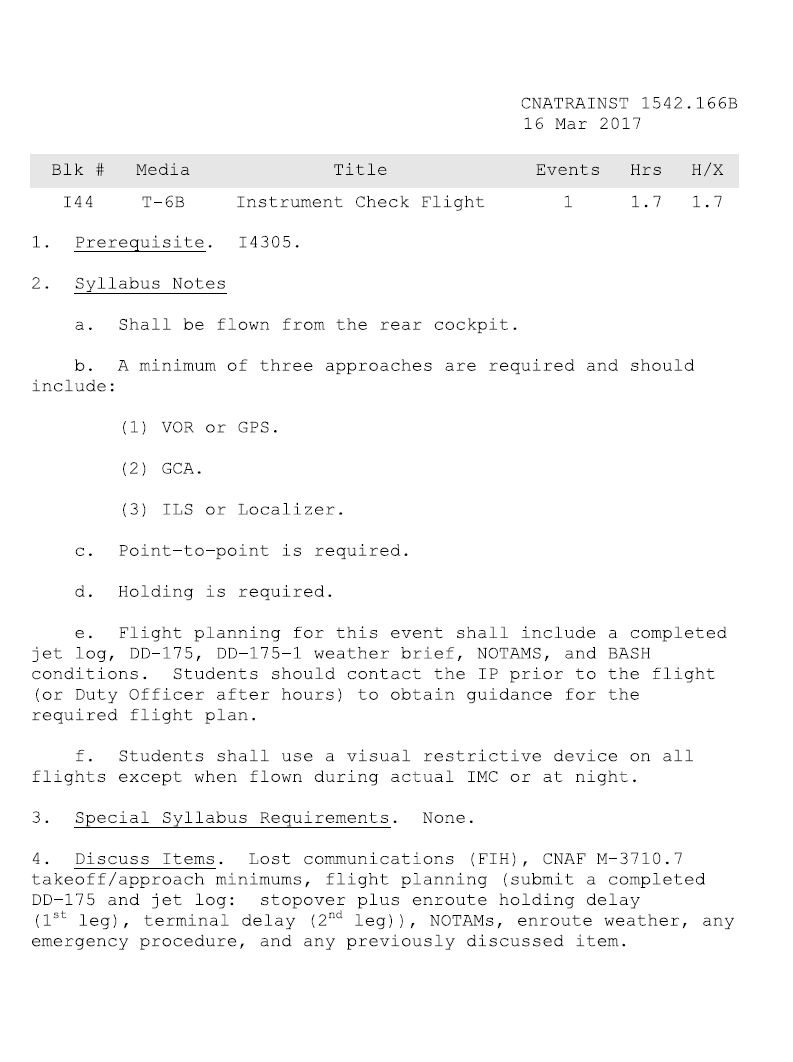 CNATRAINST 1542.166B
16 Mar 2017
Blk # Media Title Events Hrs H/X
I44 T-6B Instrument Check Flight 1 1.7 1.7
1. Prerequisite. I4305.
2. Syllabus Notes
a. Shall be flown from the rear cockpit.
b. A minimum of three approaches are required and should
include:
(1) VOR or GPS.
(2) GCA.
(3) ILS or Localizer.
c. Point-to-point is required.
d. Holding is required.
e. Flight planning for this event shall include a completed
jet log, DD-175, DD-175-1 weather brief, NOTAMS, and BASH
conditions. Students should contact the IP prior to the flight
(or Duty Officer after hours) to obtain guidance for the
required flight plan.
f. Students shall use a visual restrictive device on all
flights except when flown during actual IMC or at night.
3. Special Syllabus Requirements. None.
4. Discuss Items. Lost communications (FIH), CNAF M-3710.7
takeoff/approach minimums, flight planning (submit a completed
DD-175 and jet log: stopover plus enroute holding delay
(1st leg), terminal delay (2nd leg)), NOTAMs, enroute weather, any
emergency procedure, and any previously discussed item.